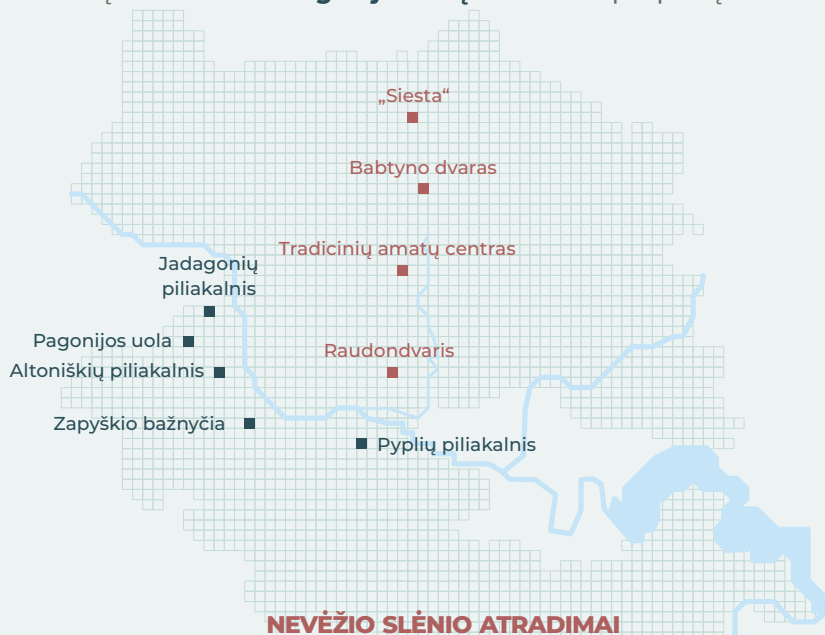 „Siesta“
Babtyno dvaras
Tradicinių amatų centras
Jadagonių
piliakalnis
Pagonijos uola
Raudondvaris
Altoniškių piliakalnis
Zapyškio bažnyčia
Pyplių piliakalnis
NEVĖŽIO SLĖNIO ATRADIMAI